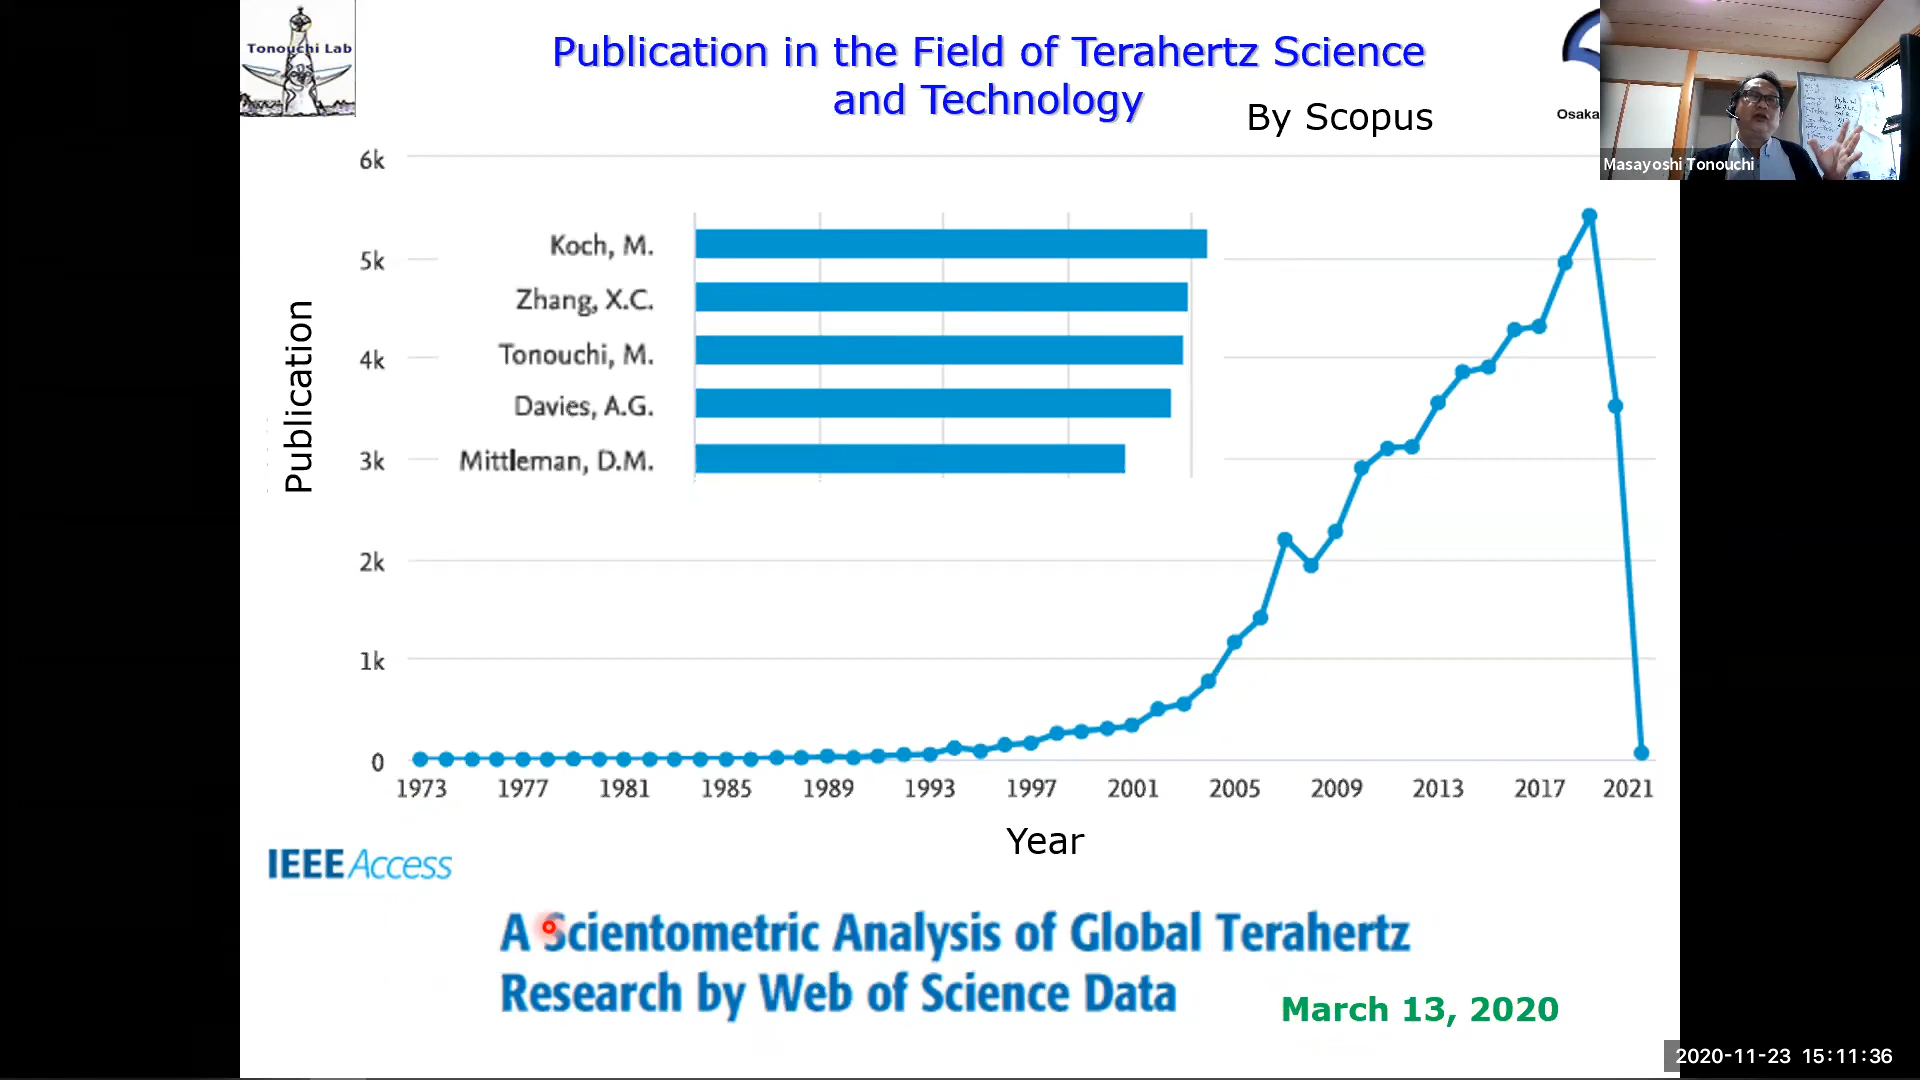 Tonouchi Lab
Publication in the Field of Terahertz Science
and Technology
By Scopus
Osaka
Masayoshi Tonouchi
6k
5k
4k
3k
2k
1k
0
Publication
Koch, M.
Zhang, X.C.
Tonouchi, M.
Davies, A.G.
Mittleman, D.M.
1973 1977 1981 1985 1989 1993 1997 2001 2005 2009 2013 2017 2021
Year
IEEE Access
A Scientometric Analysis of Global Terahertz
Research by Web of Science Data
March 13, 2020
2020-11-23 15:11:36